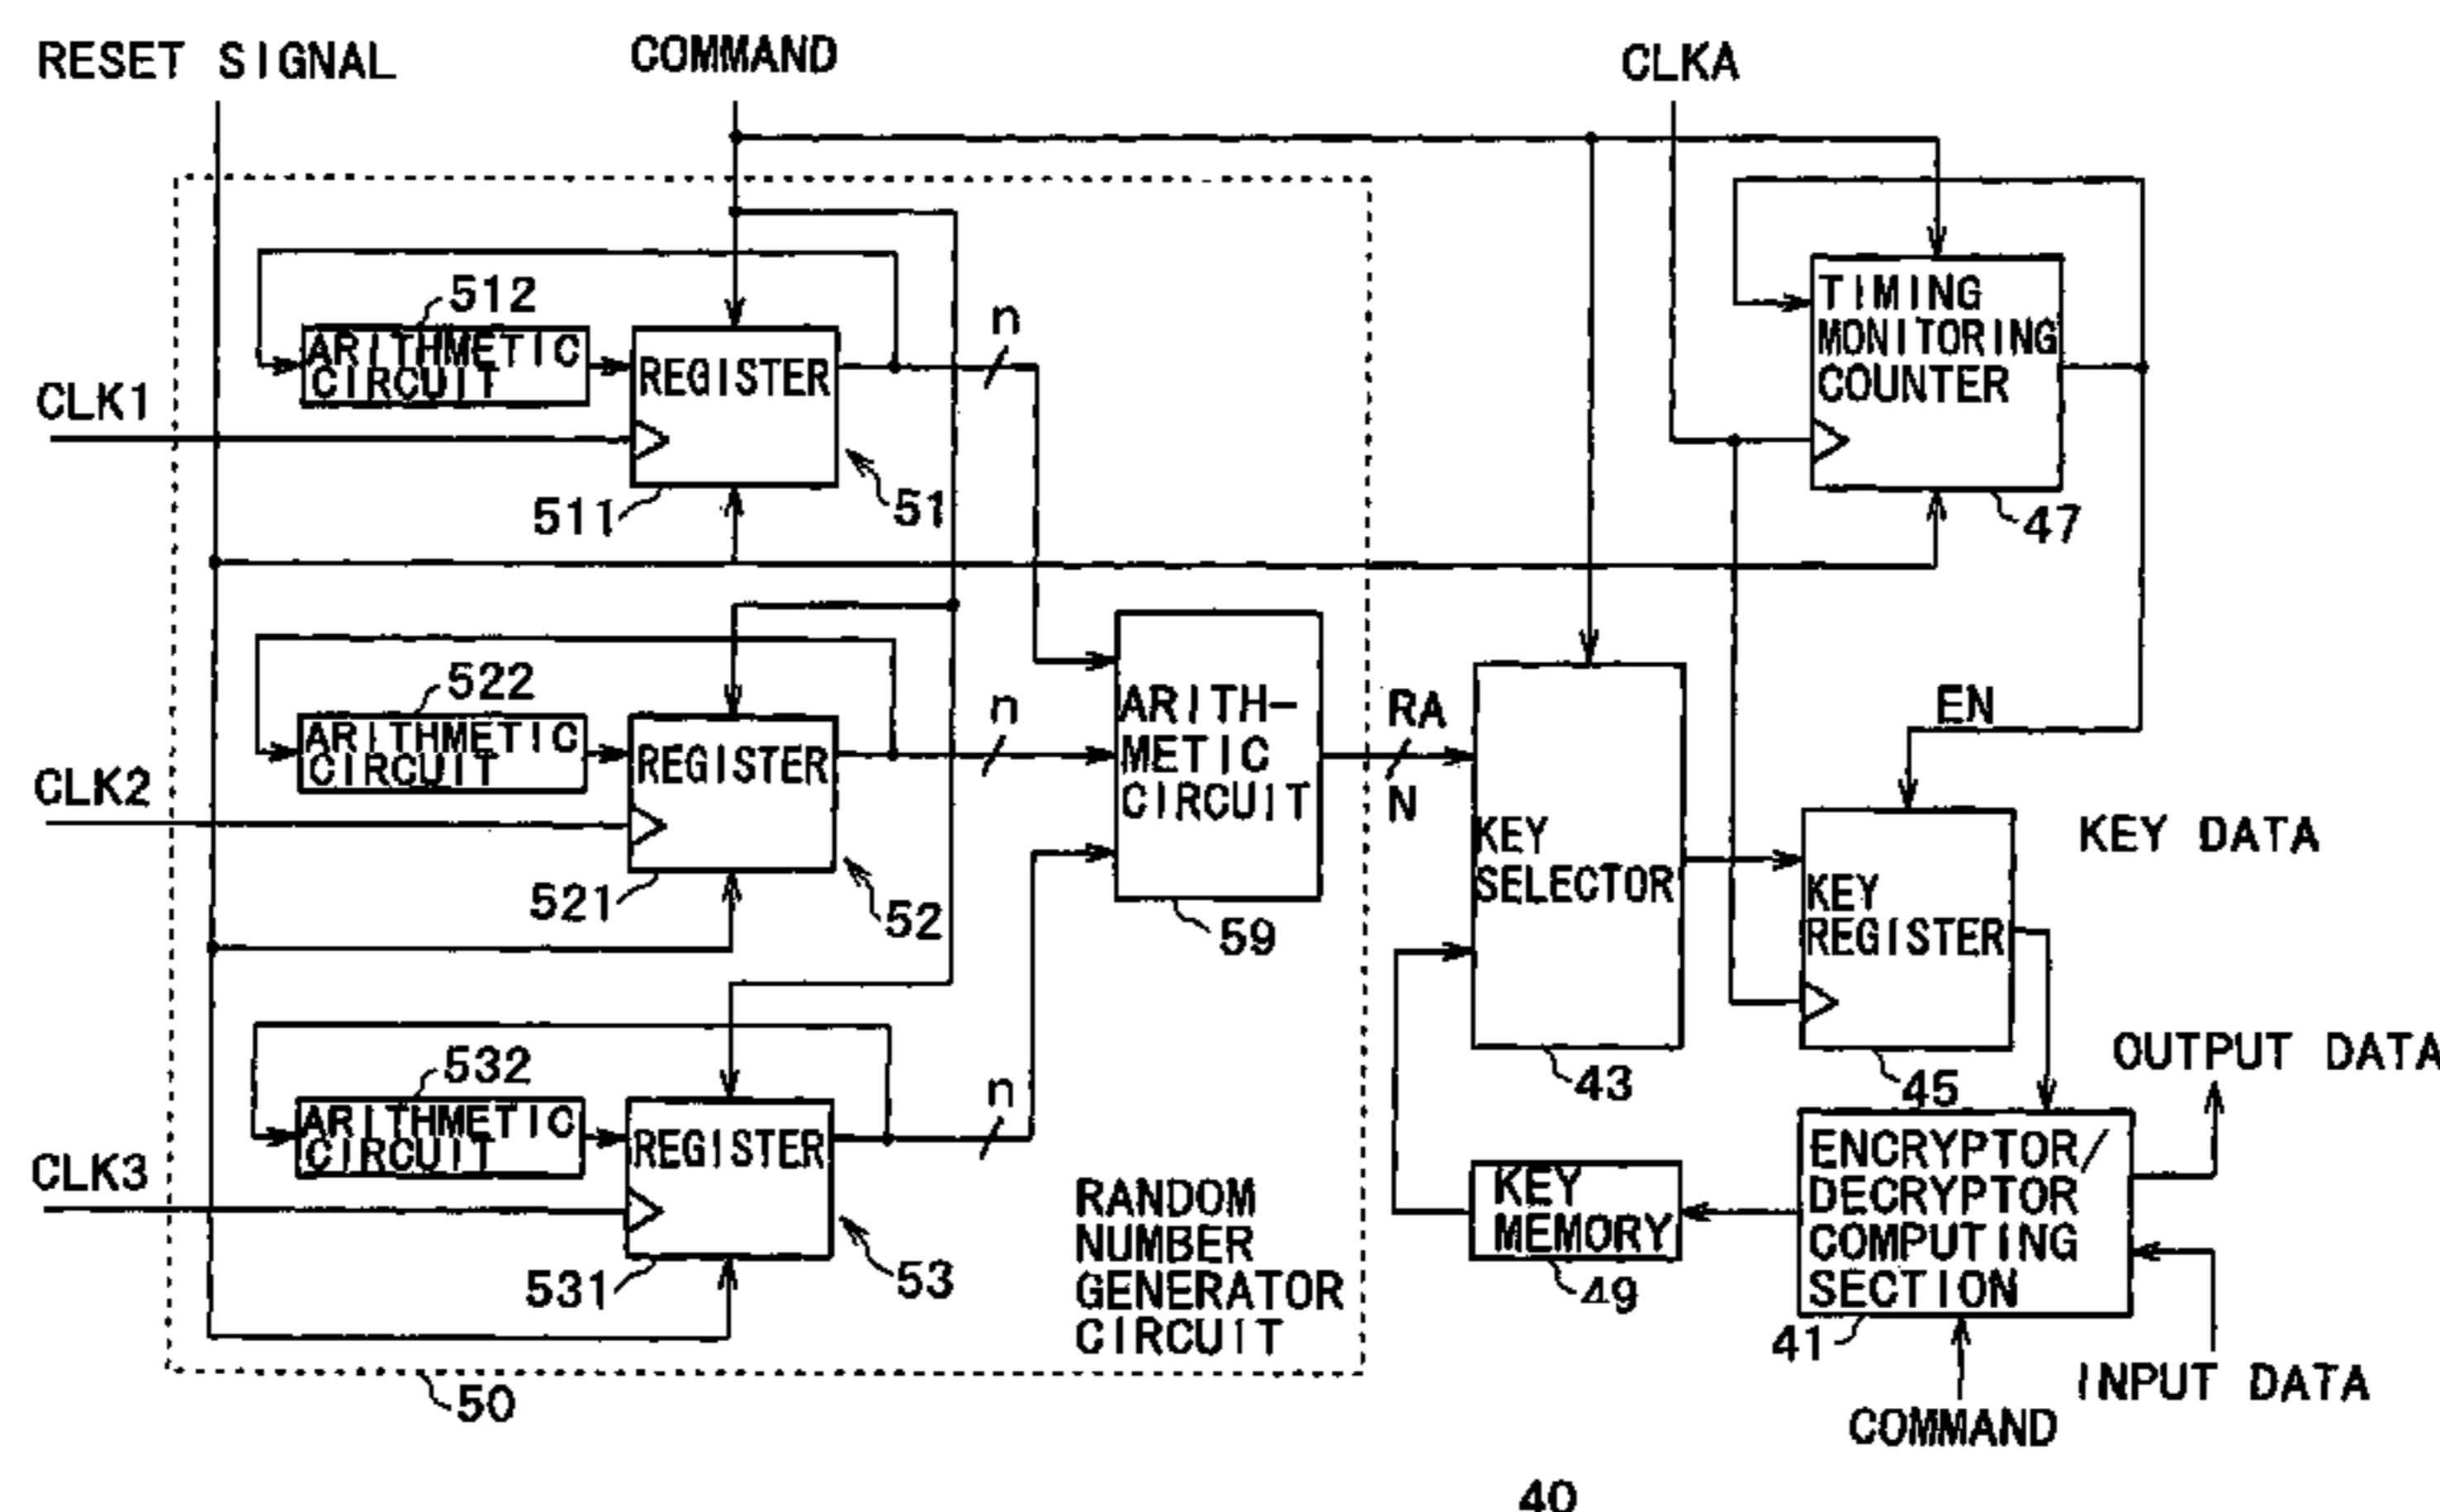 RESET SIGNAL
COMMAND
CLKA
512
ARITHMETIC
CIRCUIT
REGISTER
n
CLK1
511
51
TIMING
MONITORING
COUNTER
47
522
ARITHMETIC
CIRCUIT
REGISTER
n
CLK2
521
52
ARITH-
METIC
CIRCUIT
59
RA
N
KEY
SELECTOR
43
EN
KEY DATA
KEY
REGISTER
45
532
ARITHMETIC
CIRCUIT
REGISTER
n
CLK3
531
53
RANDOM
NUMBER
GENERATOR
CIRCUIT
50
KEY
MEMORY
49
ENCRYPTOR/
DECRYPTOR
COMPUTING
SECTION
41
OUTPUT DATA
INPUT DATA
COMMAND
40